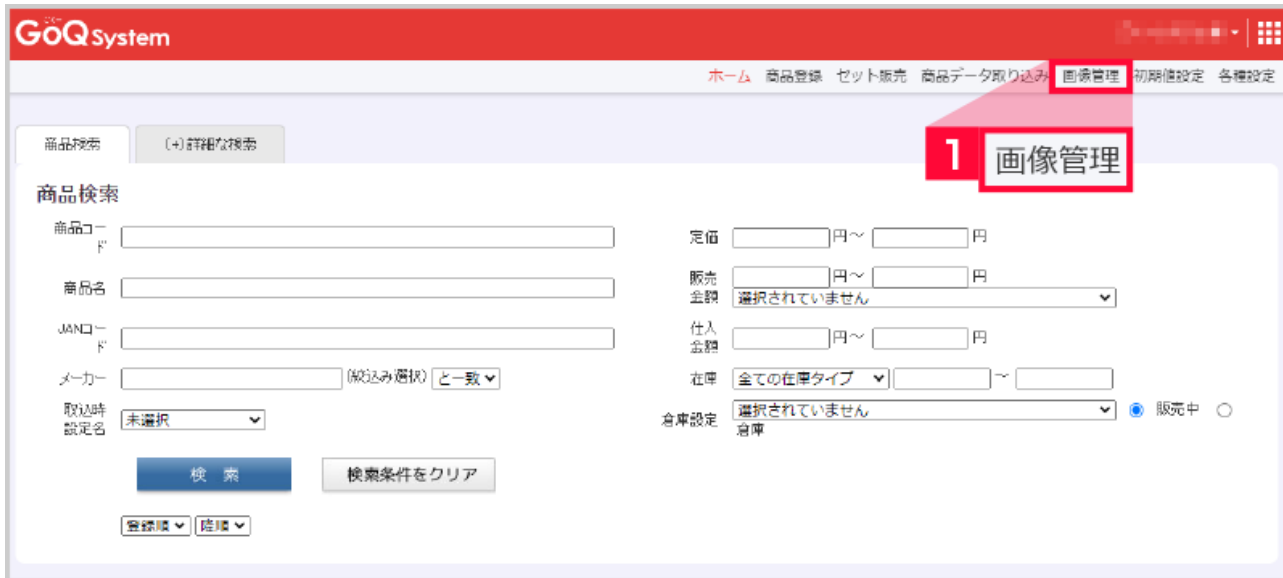 ごくー
GoQSystem
ホーム 商品登録 セット販売 商品データ取り込み 画像管理 初期値設定 各種設定
1 画像管理
商品検索 (+)詳細な検索
商品検索
商品コー
ド
定価 円～ 円
商品名
販売
金額 円～ 円
選択されていません
JANコー
ド
仕入
金額 円～ 円
メーカー (絞込み選択) と一致
在庫 全ての在庫タイプ ～
取込時
設定名 未選択
倉庫設定 選択されていません 販売中
倉庫
検 索 検索条件をクリア
登録順 降順